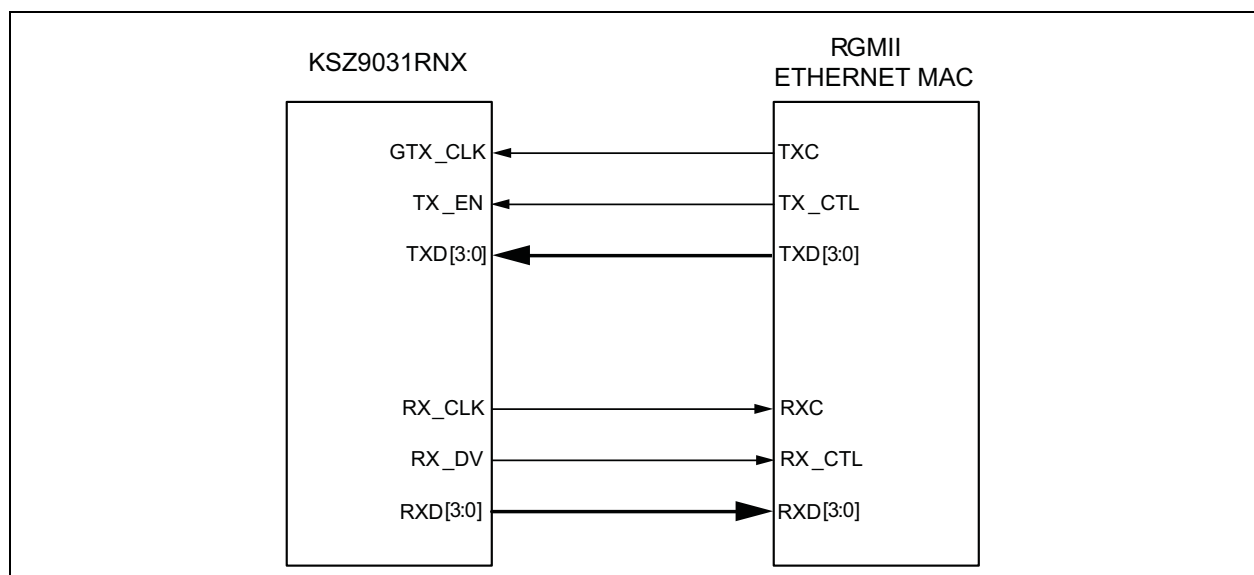 KSZ9031RNX
RGMII
ETHERNET MAC
GTX_CLK
TXC
TX_EN
TX_CTL
TXD[3:0]
TXD[3:0]
RX_CLK
RXC
RX_DV
RX_CTL
RXD[3:0]
RXD[3:0]